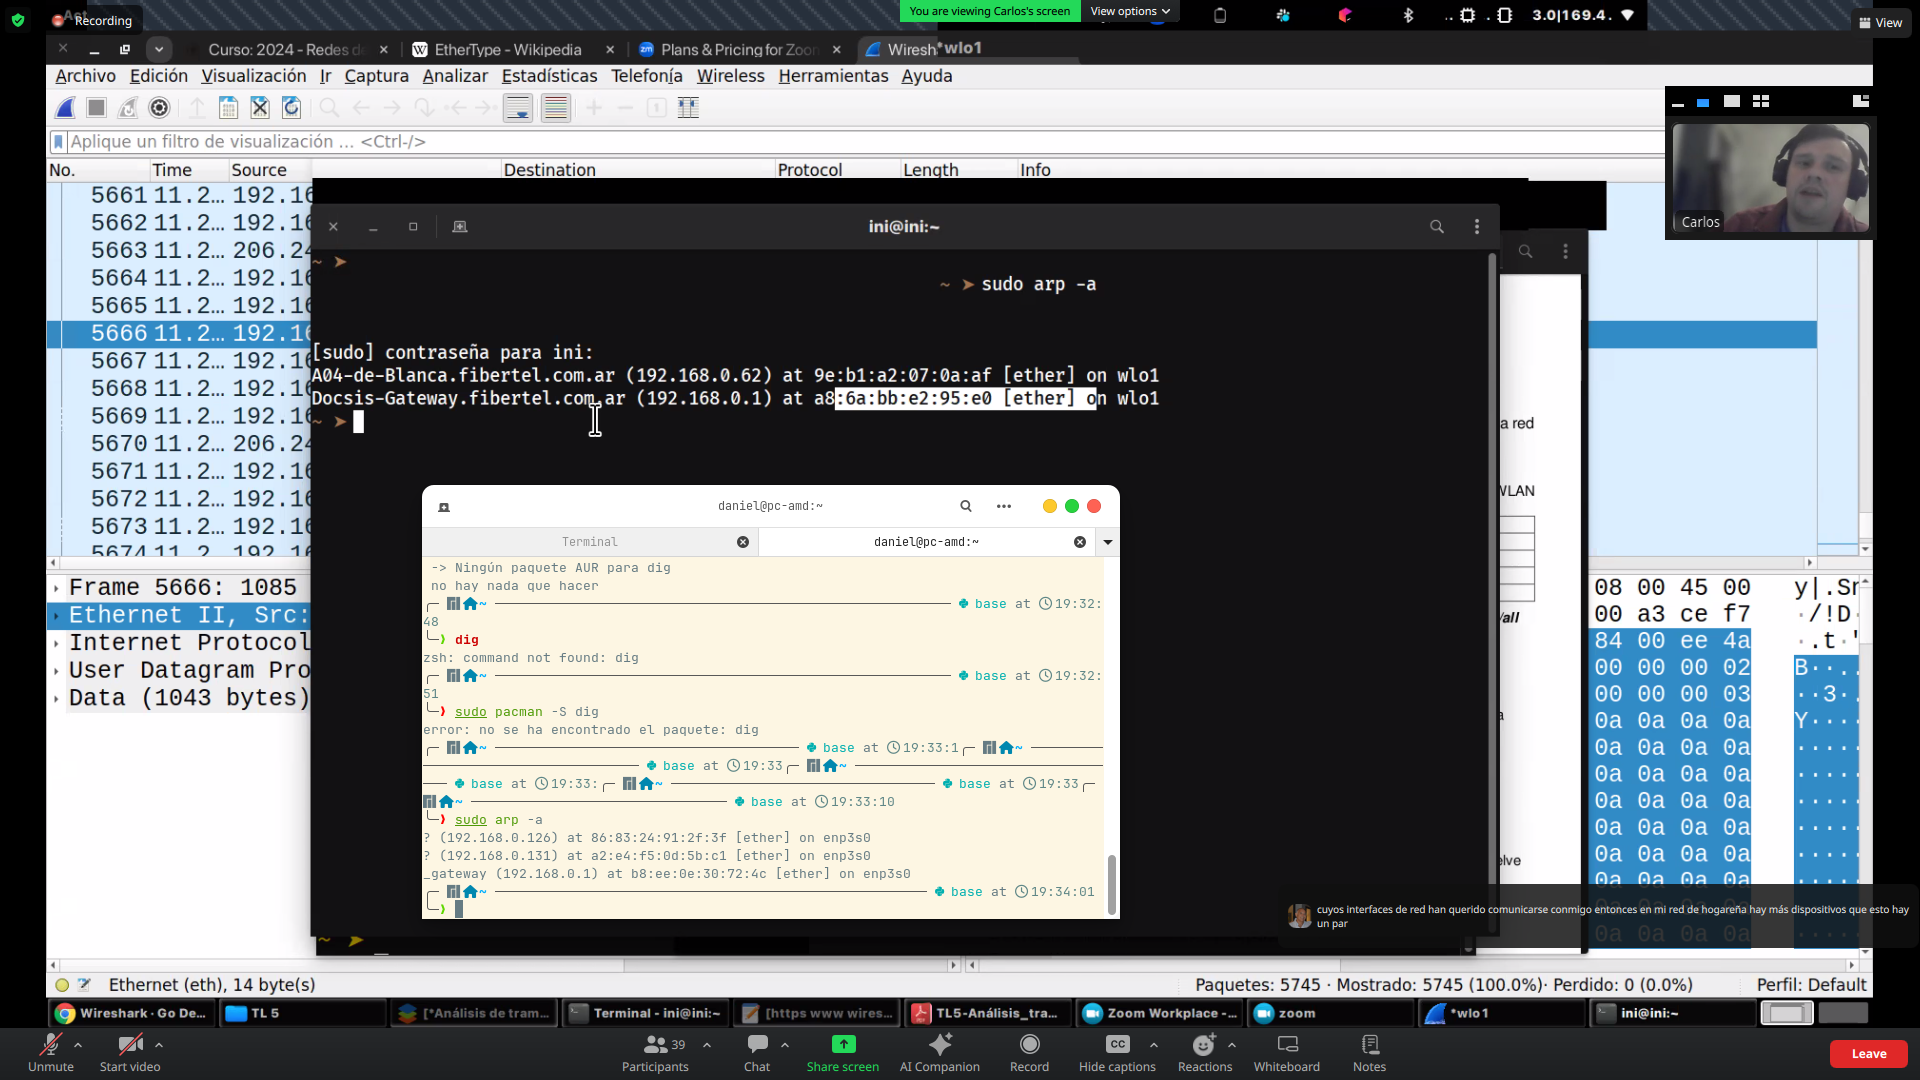 Recording
You are viewing Carlos's screen
View options
3.0|169.4.
View
Curso: 2024 - Redes de
EtherType - Wikipedia
Plans & Pricing for Zoom
Wiresh
*wlo1
Archivo Edición Visualización Ir Captura Analizar Estadísticas Telefonía Wireless Herramientas Ayuda
Aplique un filtro de visualización ... <Ctrl-/>
No. Time Source Destination Protocol Length Info
5661 11.2… 192.16
5662 11.2… 192.16
5663 11.2… 206.24
5664 11.2… 192.16
5665 11.2… 192.16
5666 11.2… 192.16
5667 11.2… 192.16
5668 11.2… 192.16
5669 11.2… 192.16
5670 11.2… 206.24
5671 11.2… 192.16
5672 11.2… 192.16
5673 11.2… 192.16
5674 11.2… 192.16
Carlos
ini@ini:~
~ ➤
~ ➤ sudo arp -a
[sudo] contraseña para ini:
A04-de-Blanca.fibertel.com.ar (192.168.0.62) at 9e:b1:a2:07:0a:af [ether] on wlo1
Docsis-Gateway.fibertel.com.ar (192.168.0.1) at a8:6a:bb:e2:95:e0 [ether] on wlo1
~ ➤
a red
WLAN
/all
a
elve
daniel@pc-amd:~
Terminal
daniel@pc-amd:~
-> Ningún paquete AUR para dig
no hay nada que hacer
~ base at 19:32:
48
dig
zsh: command not found: dig
~ base at 19:32:
51
sudo pacman -S dig
error: no se ha encontrado el paquete: dig
~ base at 19:33:1 ~
base at 19:33 ~
base at 19:33: ~ base at 19:33
~ base at 19:33:10
sudo arp -a
? (192.168.0.126) at 86:83:24:91:2f:3f [ether] on enp3s0
? (192.168.0.131) at a2:e4:f5:0d:5b:c1 [ether] on enp3s0
_gateway (192.168.0.1) at b8:ee:0e:30:72:4c [ether] on enp3s0
~ base at 19:34:01
~ ➤ _
Frame 5666: 1085
Ethernet II, Src:
Internet Protocol
User Datagram Pro
Data (1043 bytes)
08 00 45 00 y|.Sn
00 a3 ce f7 ·/!D·
84 00 ee 4a ·.t·'
00 00 00 02 B··..
00 00 00 03 ··3·.
0a 0a 0a 0a Y····
0a 0a 0a 0a ·····
0a 0a 0a 0a ·····
0a 0a 0a 0a ·····
0a 0a 0a 0a ·····
0a 0a 0a 0a ·····
0a 0a 0a 0a
0a 0a 0a 0a
0a 0a 0a 0a
cuyos interfaces de red han querido comunicarse conmigo entonces en mi red de hogareña hay más dispositivos que esto hay
un par
Ethernet (eth), 14 byte(s)
Paquetes: 5745 · Mostrado: 5745 (100.0%)· Perdido: 0 (0.0%)
Perfil: Default
Wireshark · Go De...
TL 5
[*Análisis de tram...
Terminal - ini@ini:~
[https www wires...
TL5-Análisis_tra...
Zoom Workplace -...
zoom
*wlo1
ini@ini:~
Unmute
Start video
Participants 39
Chat
Share screen
AI Companion
Record
CC
Hide captions
Reactions
Whiteboard
Notes
Leave